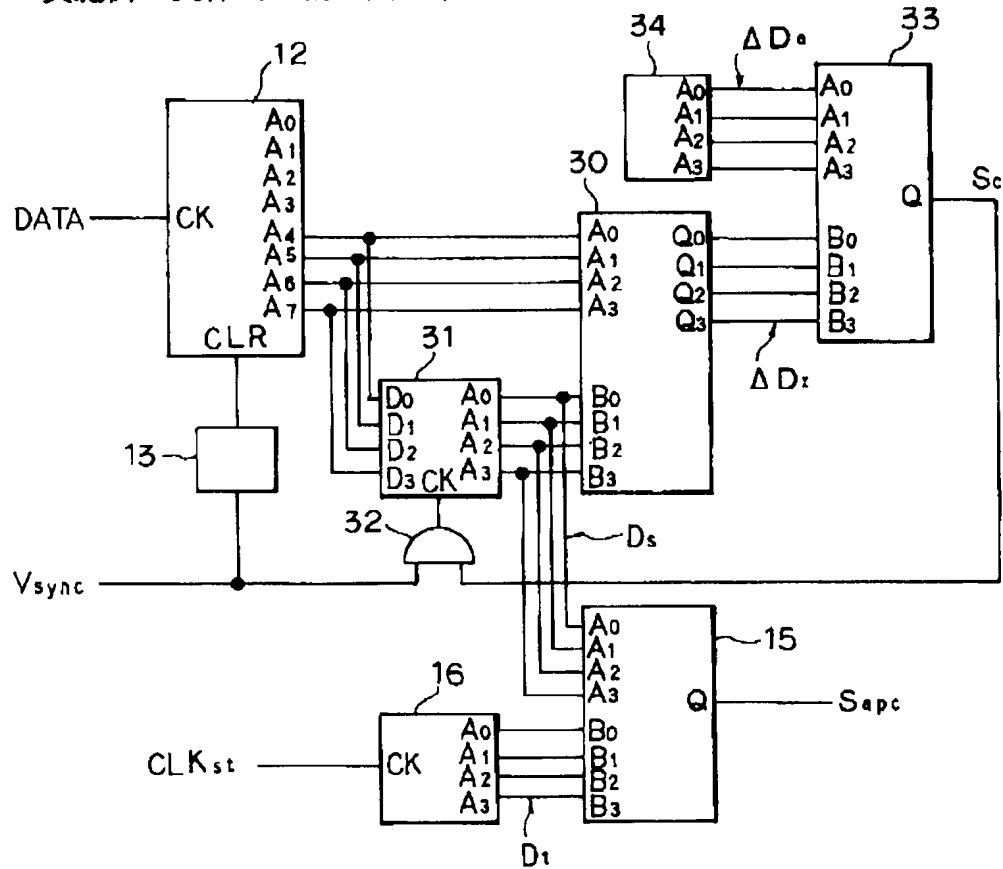 34
ΔDa
33
12
A0
A1
A2
A3
A0
A1
A2
A3
Q
Sc
30
A0
A1
A2
A3
A4
A5
A6
A7
DATA
CK
CLR
A0
A1
A2
A3
Q0
Q1
Q2
Q3
B0
B1
B2
B3
ΔDx
31
D0
D1
D2
D3
CK
A0
A1
A2
A3
B0
B1
B2
B3
13
32
Ds
Vsync
15
A0
A1
A2
A3
B0
B1
B2
B3
Q
Sapc
16
CLKst
CK
A0
A1
A2
A3
Dt